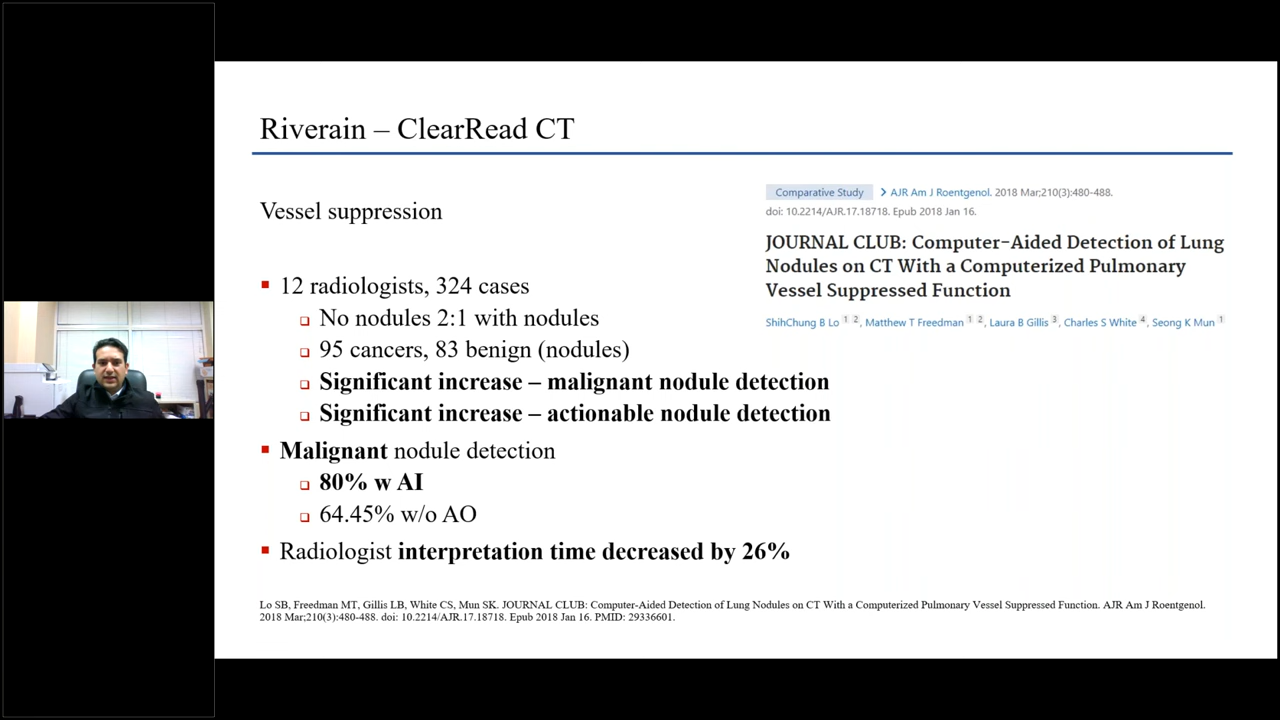 Riverain – ClearRead CT
Vessel suppression
12 radiologists, 324 cases
No nodules 2:1 with nodules
95 cancers, 83 benign (nodules)
Significant increase – malignant nodule detection
Significant increase – actionable nodule detection
Malignant nodule detection
80% w AI
64.45% w/o AO
Radiologist interpretation time decreased by 26%
Comparative Study > AJR Am J Roentgenol. 2018 Mar;210(3):480-488.
doi: 10.2214/AJR.17.18718. Epub 2018 Jan 16.
JOURNAL CLUB: Computer-Aided Detection of Lung
Nodules on CT With a Computerized Pulmonary
Vessel Suppressed Function
ShihChung B Lo 1 2, Matthew T Freedman 1 2, Laura B Gillis 3, Charles S White 4, Seong K Mun 1
Lo SB, Freedman MT, Gillis LB, White CS, Mun SK. JOURNAL CLUB: Computer-Aided Detection of Lung Nodules on CT With a Computerized Pulmonary Vessel Suppressed Function. AJR Am J Roentgenol.
2018 Mar;210(3):480-488. doi: 10.2214/AJR.17.18718. Epub 2018 Jan 16. PMID: 29336601.